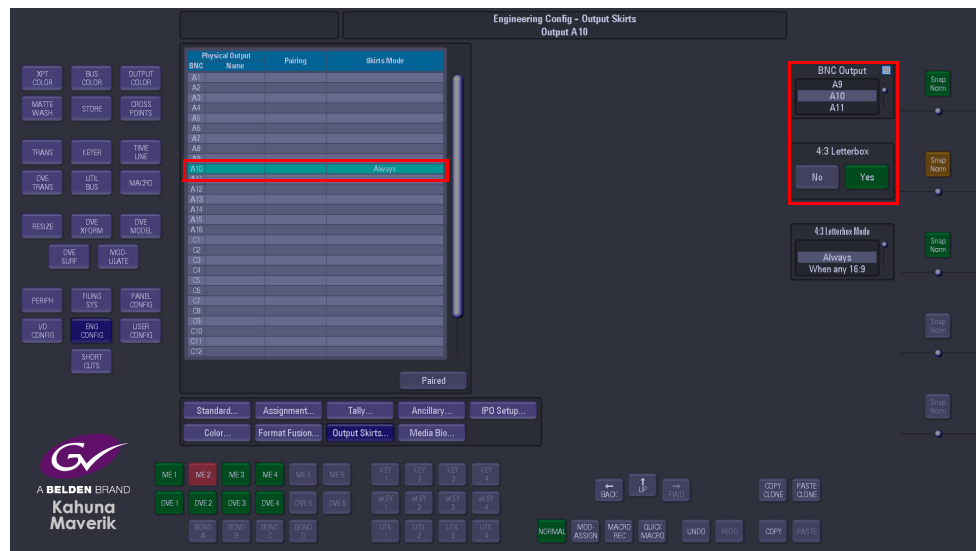 Engineering Config - Output Skirts
Output A10
Physical Output
BNC Name Pairing Skirts Mode
A1
A2
A3
A4
A5
A6
A7
A8
A9
A10 Always
A11
A12
A13
A14
A15
A16
C1
C2
C3
C4
C5
C6
C7
C8
C9
C10
C11
C12
Paired
XPT COLOR
BUS COLOR
OUTPUT COLOR
MATTE WASH
STORE
CROSS POINTS
TRANS
KEYER
TIME LINE
DVE TRANS
UTIL BUS
MACRO
RESIZE
DVE XFORM
DVE MODEL
DVE SURF
MOD- ULATE
PERIPH
FILING SYS
PANEL CONFIG
I/O CONFIG
ENG CONFIG
USER CONFIG
SHORT CUTS
BNC Output
A9
A10
A11
4:3 Letterbox
No Yes
4:3 Letterbox Mode
Always
When any 16:9
Snap Norm
Snap Norm
Snap Norm
Snap Norm
Snap Norm
Standard... Assignment... Tally... Ancillary... IPO Setup...
Color... Format Fusion... Output Skirts... Media Bio...
GV
A BELDEN BRAND
Kahuna
Maverik
ME 1 ME 2 ME 3 ME 4 ME 5 ME 6
KEY 1 KEY 2 KEY 3 KEY 4
DVE 1 DVE 2 DVE 3 DVE 4 DVE 5 DVE 6
eKEY 1 eKEY 2 eKEY 3 eKEY 4
BGND A BGND B BGND C BGND D
UTIL 1 UTIL 2 UTIL 3 UTIL 4
BACK UP FWD
COPY CLONE PASTE CLONE
NORMAL MOD- ASSIGN MACRO REC QUICK MACRO UNDO REDO COPY PASTE